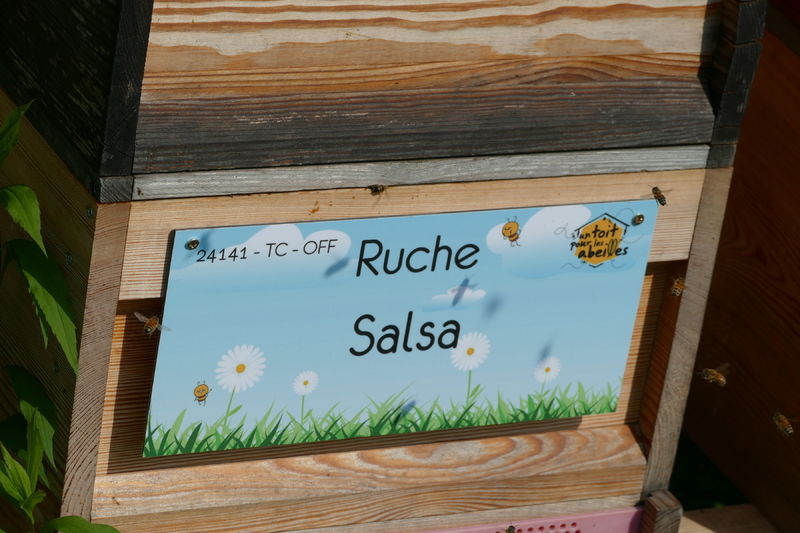 24141 - TC - OFF
Ruche
Salsa
un toit
pour les
abeilles